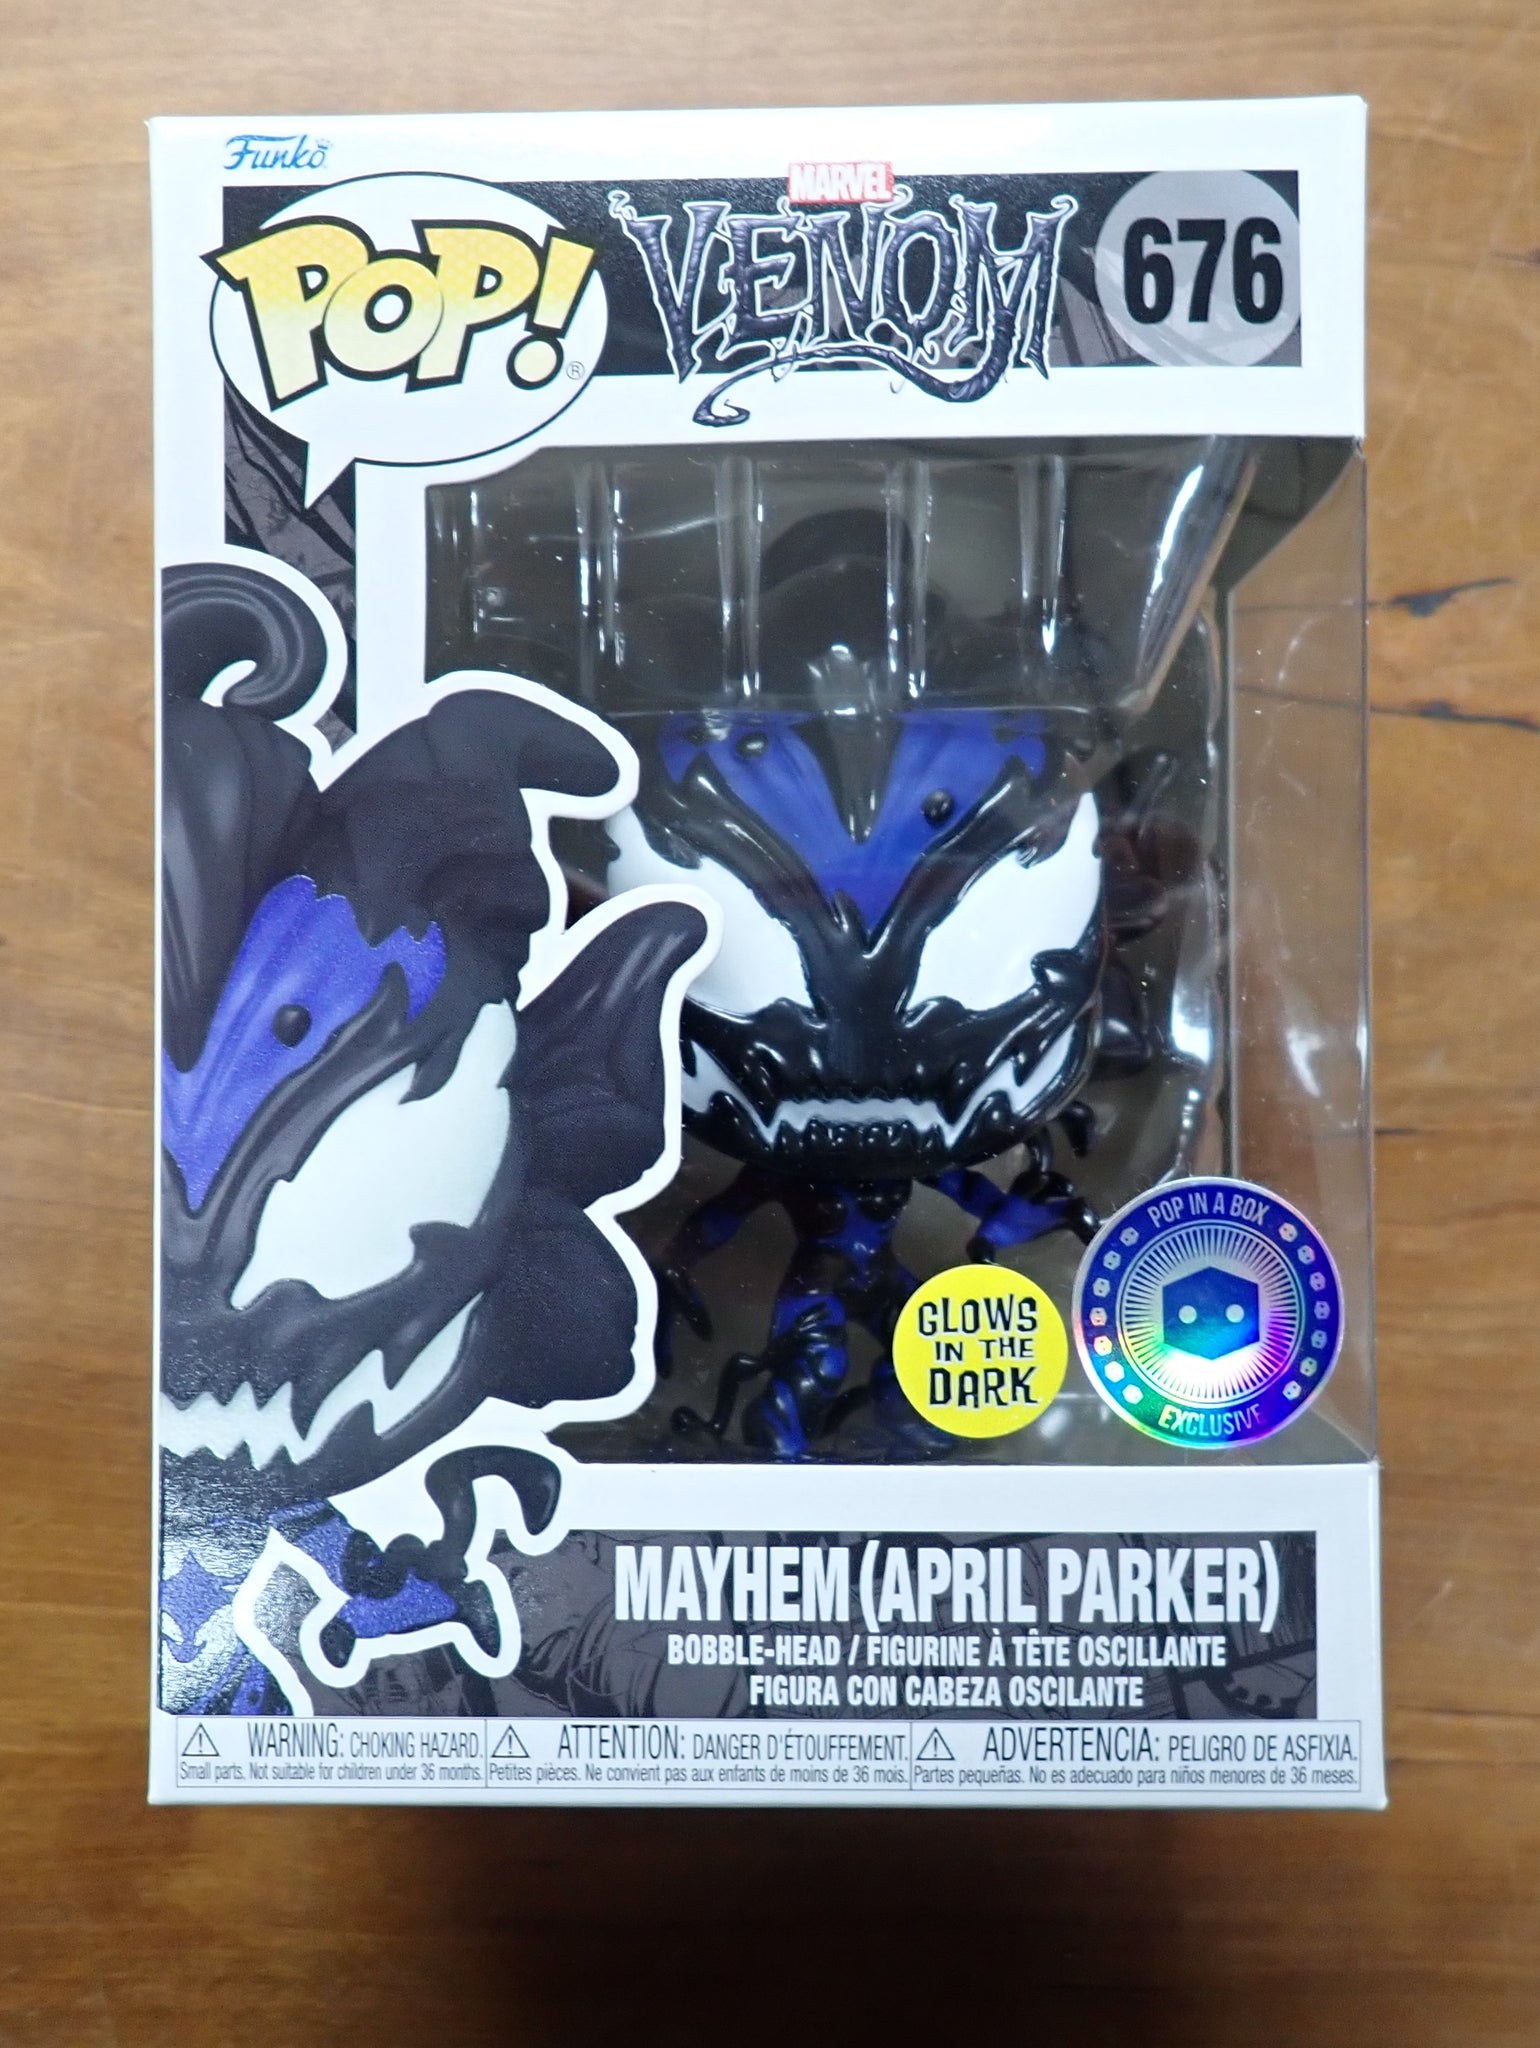 Funko
POP!®
MARVEL
VENOM
676
GLOWS
IN THE
DARK
POP IN A BOX
EXCLUSIVE
MAYHEM (APRIL PARKER)
BOBBLE-HEAD / FIGURINE À TÊTE OSCILLANTE
FIGURA CON CABEZA OSCILANTE
WARNING: CHOKING HAZARD.
Small parts. Not suitable for children under 36 months.
ATTENTION: DANGER D'ÉTOUFFEMENT.
Petites pièces. Ne convient pas aux enfants de moins de 36 mois.
ADVERTENCIA: PELIGRO DE ASFIXIA.
Partes pequeñas. No es adecuado para niños menores de 36 meses.